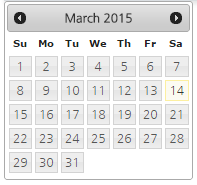 March 2015
Su Mo Tu We Th Fr Sa
1 2 3 4 5 6 7
8 9 10 11 12 13 14
15 16 17 18 19 20 21
22 23 24 25 26 27 28
29 30 31